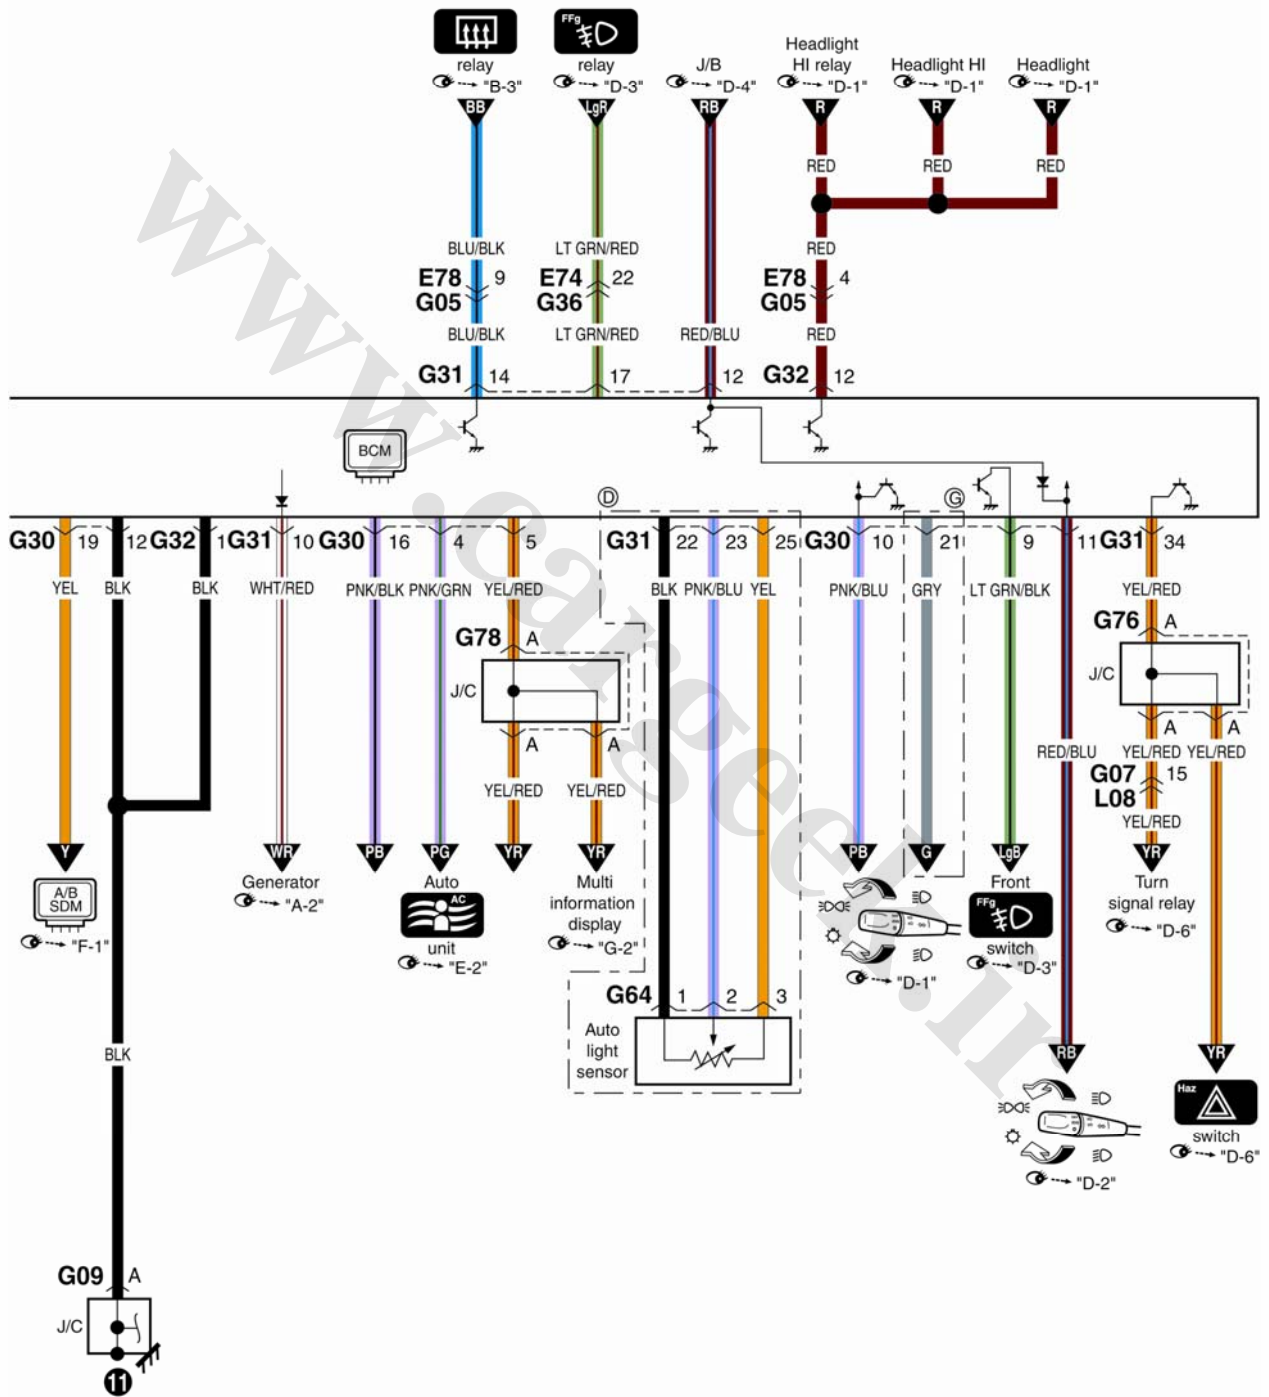 FFg
relay relay J/B Headlight HI relay Headlight HI Headlight
"B-3" "D-3" "D-4" "D-1" "D-1" "D-1"
BB LgR RB R R R
RED RED RED
BLU/BLK LT GRN/RED RED
E78 9 E74 22 E78 4
G05 G36 G05
BLU/BLK LT GRN/RED RED/BLU RED
G31 14 17 12 G32 12
BCM
D G
G30 19 12 G32 1 G31 10 G30 16 4 5 G31 22 23 25 G30 10 21 9 11 G31 34
YEL BLK BLK WHT/RED PNK/BLK PNK/GRN YEL/RED BLK PNK/BLU YEL PNK/BLU GRY LT GRN/BLK YEL/RED
G78 A G76 A
J/C J/C
A A A A
RED/BLU YEL/RED YEL/RED
G07 15
L08
YEL/RED YEL/RED YEL/RED
Y WR PB PG YR YR PB G LgB YR
A/B
SDM
"F-1"
Generator
"A-2"
Auto
AC
unit
"E-2"
Multi
information
display
"G-2"
"D-1"
Front
FFg
switch
"D-3"
Turn
signal relay
"D-6"
G64 1 2 3
Auto
light
sensor
BLK
RB YR
"D-2"
Haz
switch
"D-6"
G09 A
J/C
11
www.cargeek.ir